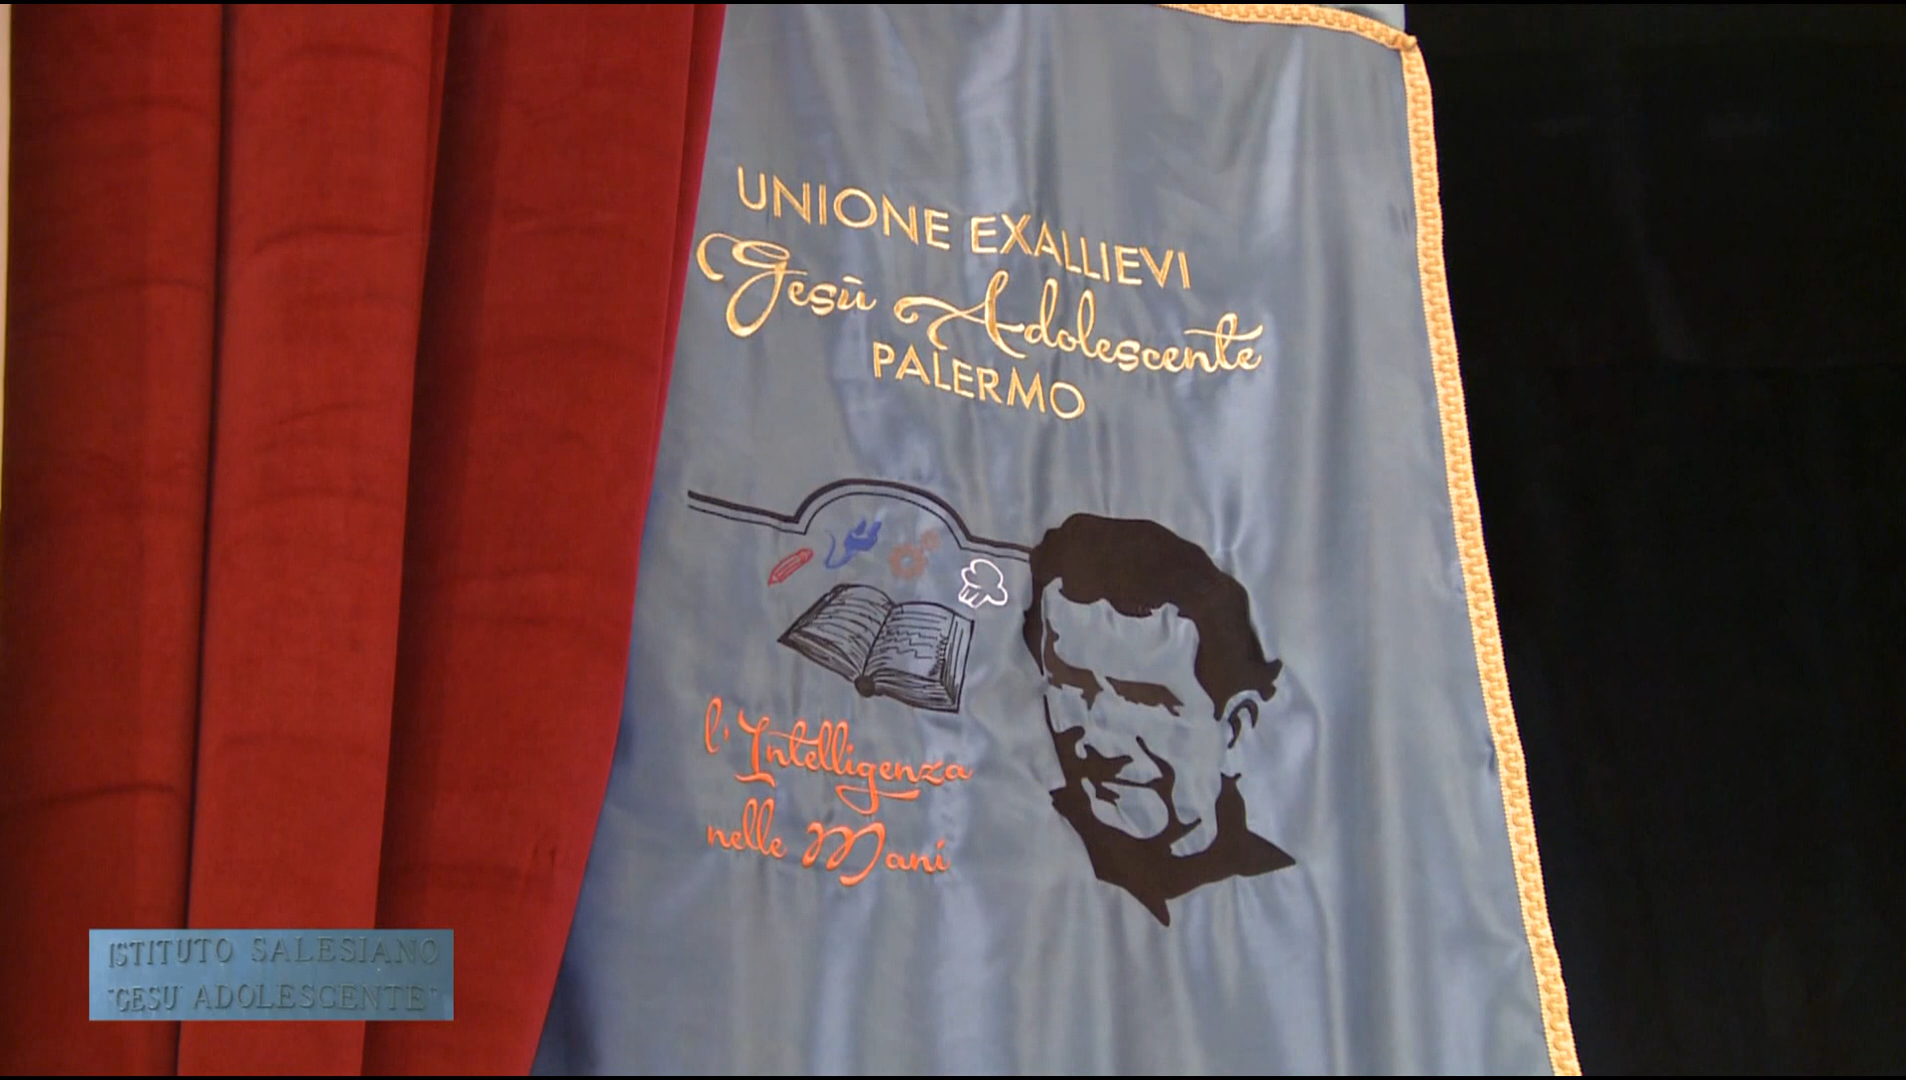 UNIONE EXALLIEVI
Gesù Adolescente
PALERMO
l'Intelligenza
nelle Mani
ISTITUTO SALESIANO
"GESU' ADOLESCENTE"